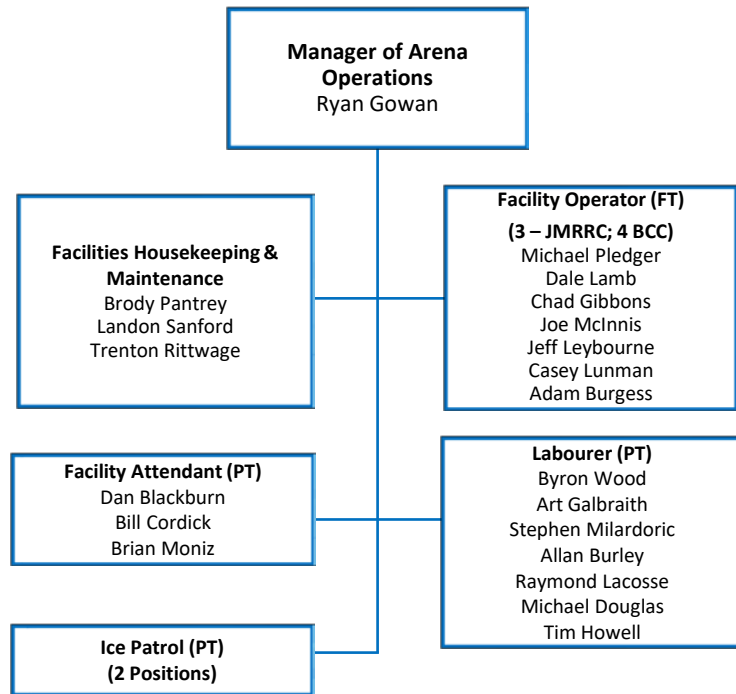 Manager of Arena
Operations
Ryan Gowan
Facilities Housekeeping &
Maintenance
Brody Pantrey
Landon Sanford
Trenton Rittwage
Facility Operator (FT)
(3 – JMRRC; 4 BCC)
Michael Pledger
Dale Lamb
Chad Gibbons
Joe McInnis
Jeff Leybourne
Casey Lunman
Adam Burgess
Facility Attendant (PT)
Dan Blackburn
Bill Cordick
Brian Moniz
Labourer (PT)
Byron Wood
Art Galbraith
Stephen Milardoric
Allan Burley
Raymond Lacosse
Michael Douglas
Tim Howell
Ice Patrol (PT)
(2 Positions)